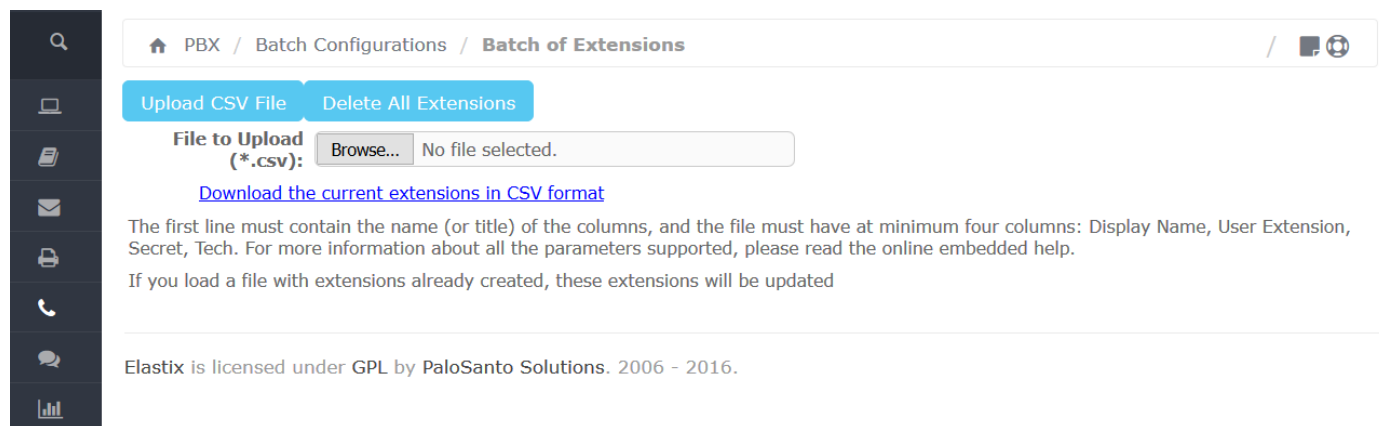 PBX / Batch Configurations / Batch of Extensions /
Upload CSV File Delete All Extensions
File to Upload
(*.csv):
Browse... No file selected.
Download the current extensions in CSV format
The first line must contain the name (or title) of the columns, and the file must have at minimum four columns: Display Name, User Extension,
Secret, Tech. For more information about all the parameters supported, please read the online embedded help.
If you load a file with extensions already created, these extensions will be updated
Elastix is licensed under GPL by PaloSanto Solutions. 2006 - 2016.